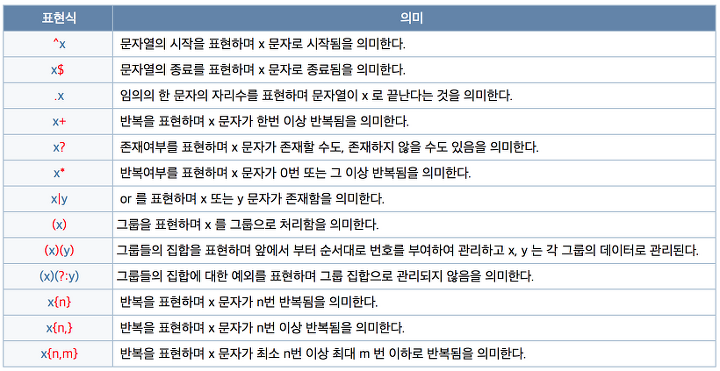 표현식 의미
^x 문자열의 시작을 표현하며 x 문자로 시작됨을 의미한다.
x$ 문자열의 종료를 표현하며 x 문자로 종료됨을 의미한다.
.x 임의의 한 문자의 자리수를 표현하며 문자열이 x 로 끝난다는 것을 의미한다.
x+ 반복을 표현하며 x 문자가 한번 이상 반복됨을 의미한다.
x? 존재여부를 표현하며 x 문자가 존재할 수도, 존재하지 않을 수도 있음을 의미한다.
x* 반복여부를 표현하며 x 문자가 0번 또는 그 이상 반복됨을 의미한다.
x|y or 를 표현하며 x 또는 y 문자가 존재함을 의미한다.
(x) 그룹을 표현하며 x 를 그룹으로 처리함을 의미한다.
(x)(y) 그룹들의 집합을 표현하며 앞에서 부터 순서대로 번호를 부여하여 관리하고 x, y 는 각 그룹의 데이터로 관리된다.
(x)(?:y) 그룹들의 집합에 대한 예외를 표현하며 그룹 집합으로 관리되지 않음을 의미한다.
x{n} 반복을 표현하며 x 문자가 n번 반복됨을 의미한다.
x{n,} 반복을 표현하며 x 문자가 n번 이상 반복됨을 의미한다.
x{n,m} 반복을 표현하며 x 문자가 최소 n번 이상 최대 m 번 이하로 반복됨을 의미한다.